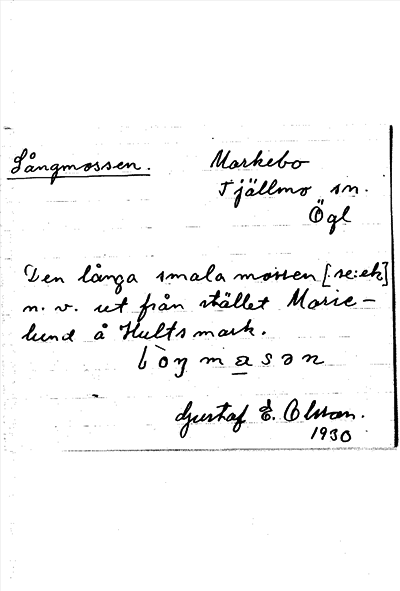 Långmossen.
Markebo
Tjällmo sn.
Ögl
Den långa smala mossen [se: ek]
n. v. ut från stället Marie-
lund å Hults mark.
Gustaf E. Olsson.
1930